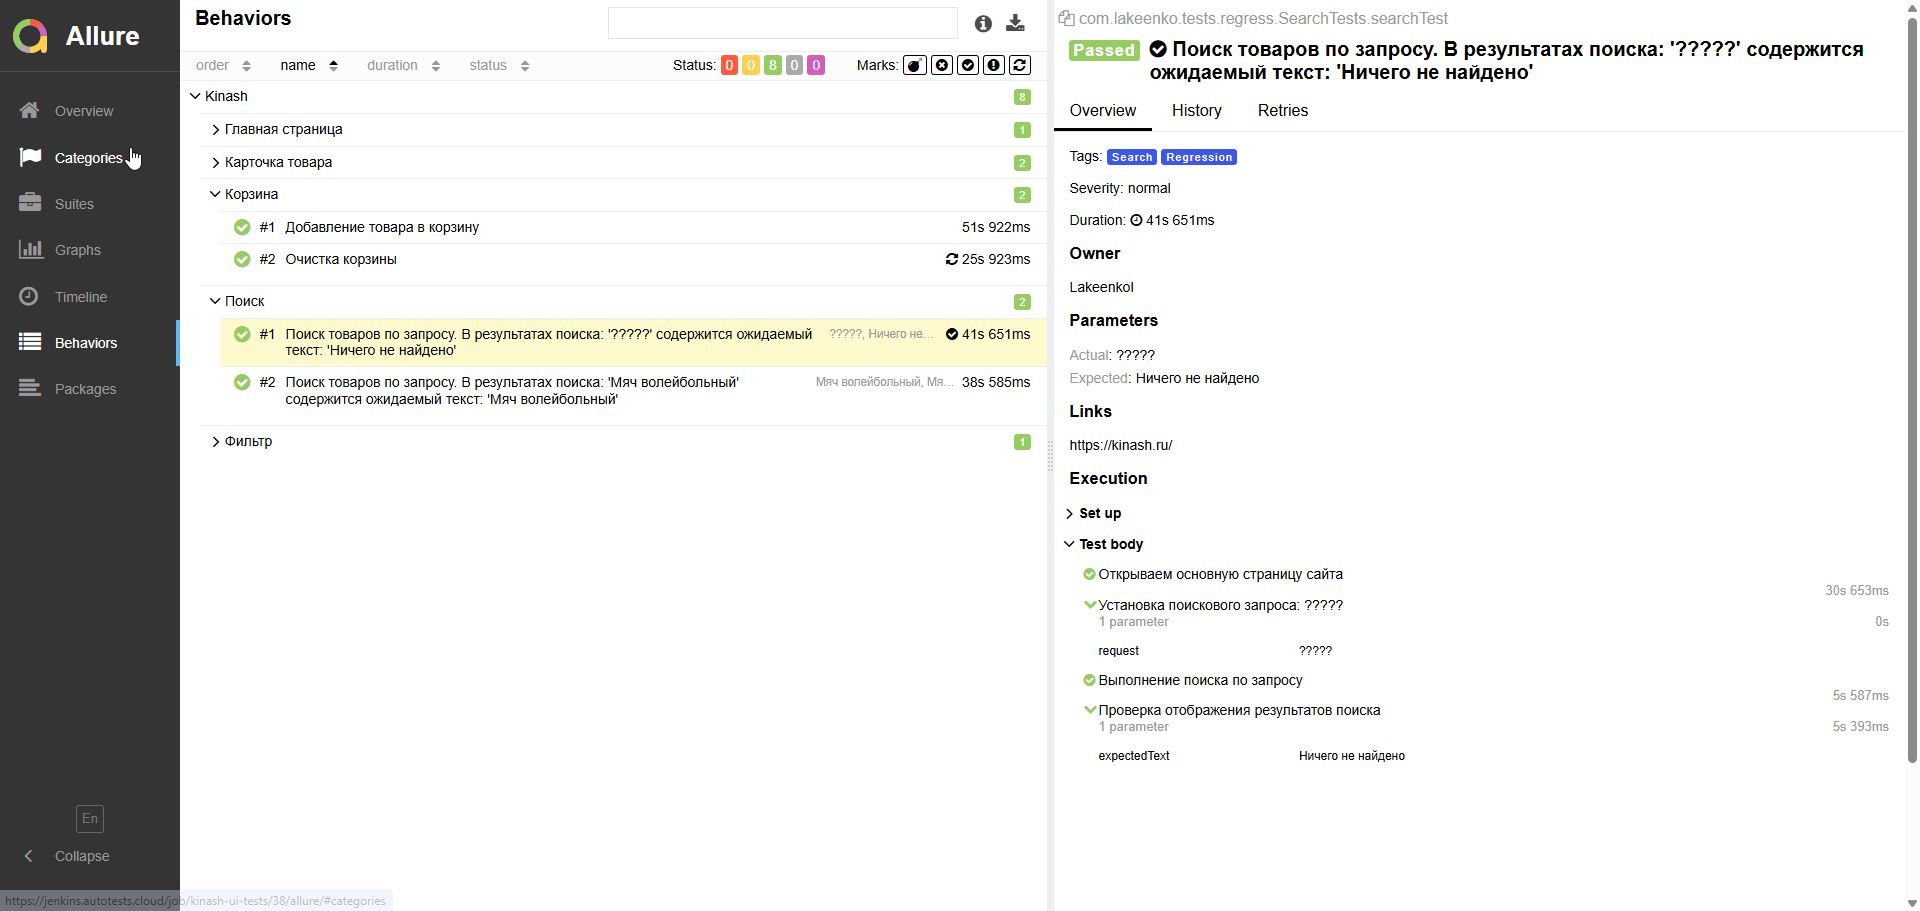 Allure
Overview
Categories
Suites
Graphs
Timeline
Behaviors
Packages
En
Collapse
https://jenkins.autotests.cloud/job/kinash-ui-tests/38/allure/#categories
Behaviors
order name duration status Status: 0 0 8 0 0 Marks:
Kinash 8
Главная страница 1
Карточка товара 2
Корзина 2
#1 Добавление товара в корзину 51s 922ms
#2 Очистка корзины 25s 923ms
Поиск 2
#1 Поиск товаров по запросу. В результатах поиска: '?????' содержится ожидаемый ?????, Ничего не... 41s 651ms
текст: 'Ничего не найдено'
#2 Поиск товаров по запросу. В результатах поиска: 'Мяч волейбольный' Мяч волейбольный, Мя... 38s 585ms
содержится ожидаемый текст: 'Мяч волейбольный'
Фильтр 1
com.lakeenko.tests.regress.SearchTests.searchTest
Passed Поиск товаров по запросу. В результатах поиска: '?????' содержится
ожидаемый текст: 'Ничего не найдено'
Overview History Retries
Tags: Search Regression
Severity: normal
Duration: 41s 651ms
Owner
Lakeenkol
Parameters
Actual: ?????
Expected: Ничего не найдено
Links
https://kinash.ru/
Execution
Set up
Test body
Открываем основную страницу сайта
30s 653ms
Установка поискового запроса: ?????
1 parameter 0s
request ?????
Выполнение поиска по запросу
5s 587ms
Проверка отображения результатов поиска
1 parameter 5s 393ms
expectedText Ничего не найдено